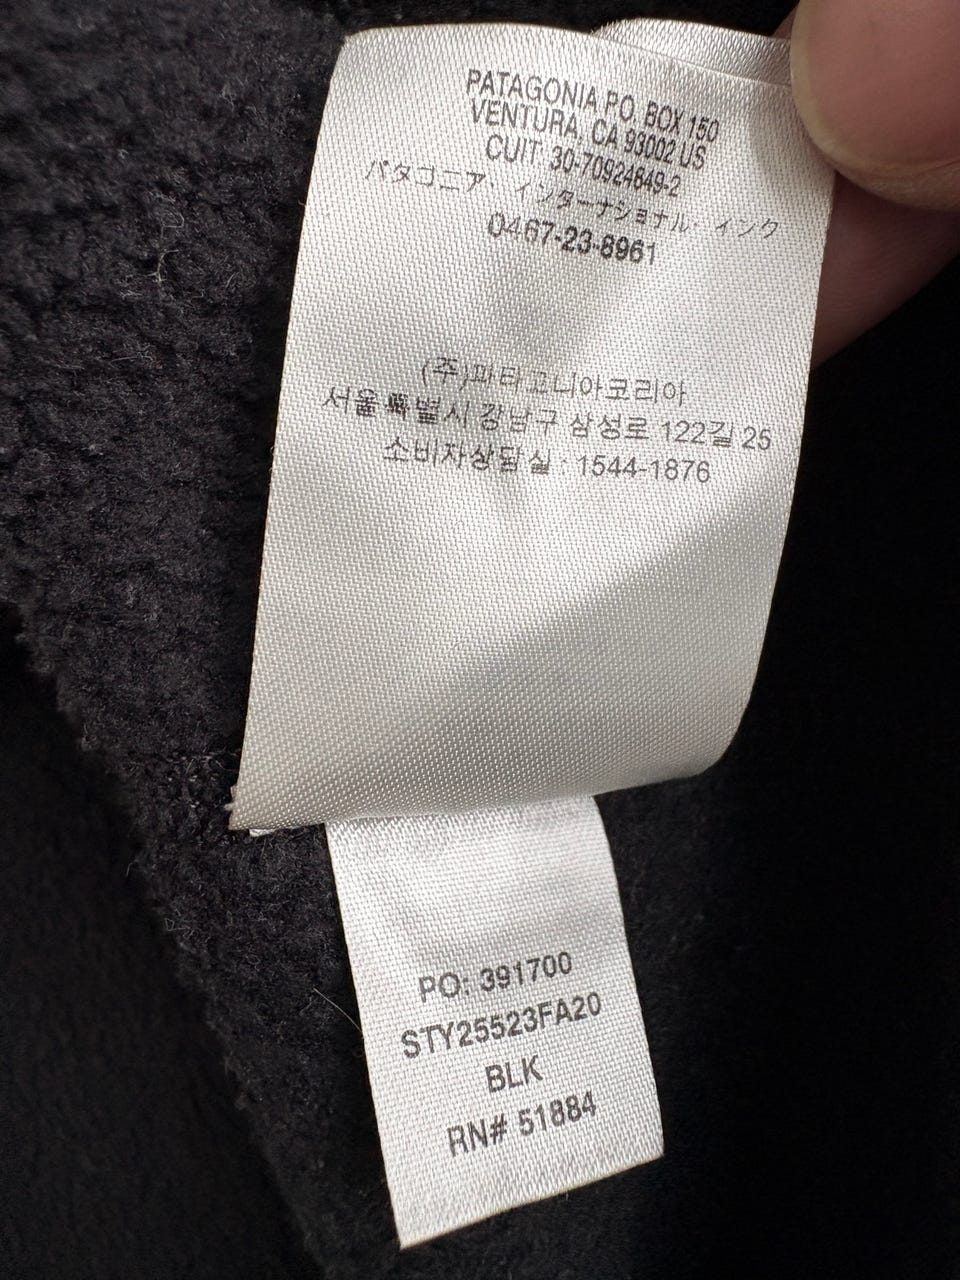 PATAGONIA P.O. BOX 150
VENTURA, CA 93002 US
CUIT 30-70924849-2
パタゴニア・インターナショナル・インク
0467-23-8961
(주)파타고니아코리아
서울특별시 강남구 삼성로 122길 25
소비자상담실 : 1544-1876
PO: 391700
STY25523FA20
BLK
RN# 51884